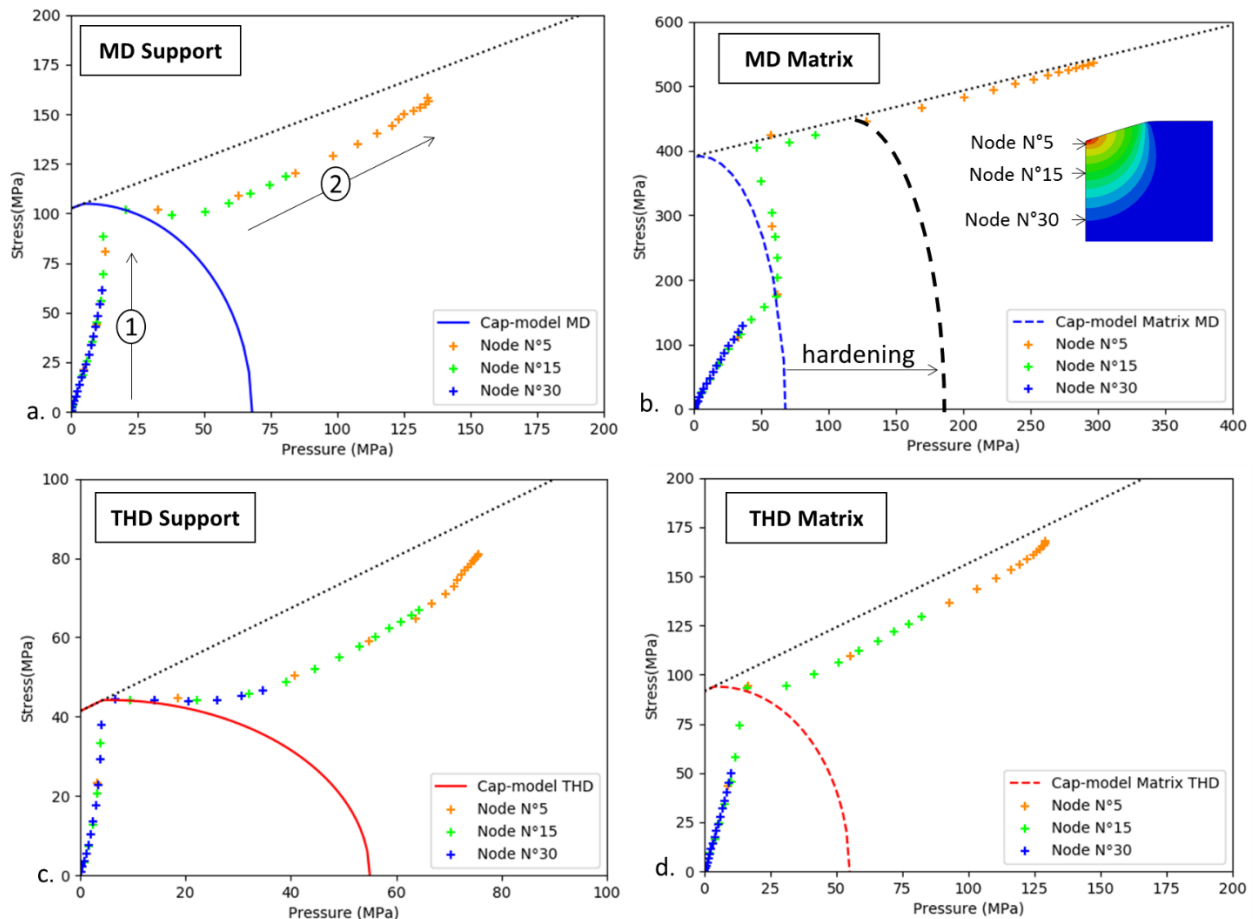 MD Support
200
175
150
125
100
75
50
25
0
Stress(MPa)
1
2
Cap-model MD
Node N°5
Node N°15
Node N°30
0 25 50 75 100 125 150 175 200
Pressure (MPa)
a.
MD Matrix
600
500
400
300
200
100
0
Stress(MPa)
Node N°5
Node N°15
Node N°30
hardening
Cap-model Matrix MD
Node N°5
Node N°15
Node N°30
0 50 100 150 200 250 300 350 400
Pressure (MPa)
b.
THD Support
100
80
60
40
20
0
Stress(MPa)
Cap-model THD
Node N°5
Node N°15
Node N°30
0 20 40 60 80 100
Pressure (MPa)
c.
THD Matrix
200
175
150
125
100
75
50
25
0
Stress(MPa)
Cap-model Matrix THD
Node N°5
Node N°15
Node N°30
0 25 50 75 100 125 150 175 200
Pressure (MPa)
d.